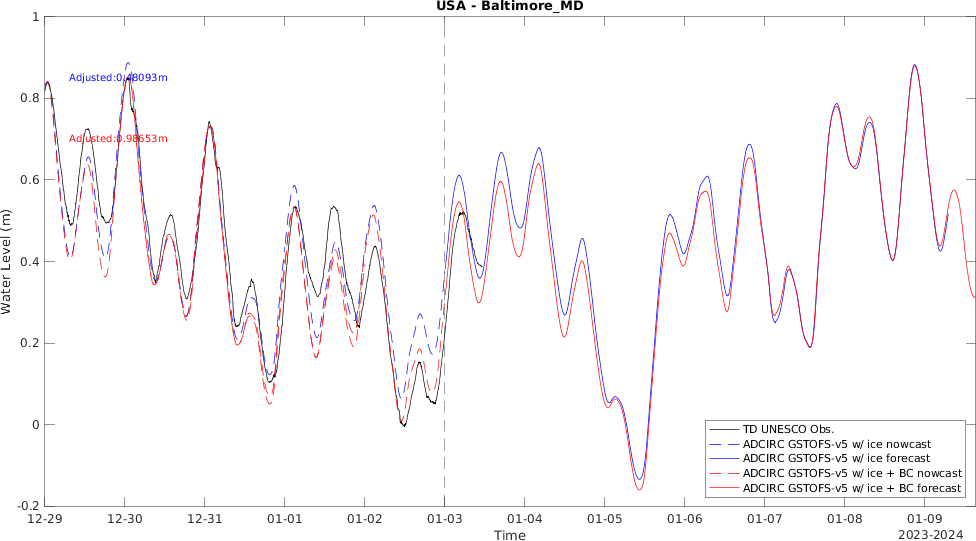 USA - Baltimore_MD
1
0.8
0.6
0.4
0.2
0
-0.2
Water Level (m)
Adjusted:0.48093m
Adjusted:0.98653m
TD UNESCO Obs.
ADCIRC GSTOFS-v5 w/ ice nowcast
ADCIRC GSTOFS-v5 w/ ice forecast
ADCIRC GSTOFS-v5 w/ ice + BC nowcast
ADCIRC GSTOFS-v5 w/ ice + BC forecast
12-29 12-30 12-31 01-01 01-02 01-03 01-04 01-05 01-06 01-07 01-08 01-09
Time
2023-2024